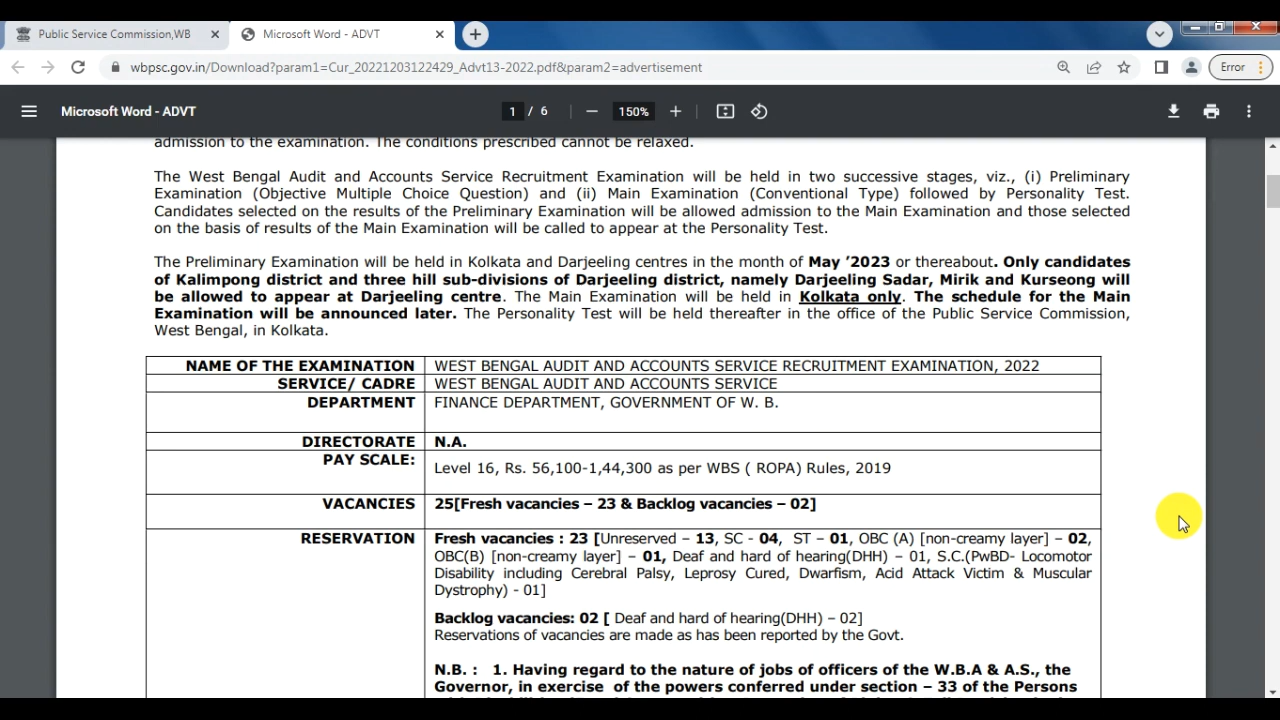 Public Service Commission,WB
Microsoft Word - ADVT
wbpsc.gov.in/Download?param1=Cur_20221203122429_Advt13-2022.pdf&param2=advertisement
Error
Microsoft Word - ADVT
1 / 6
150%
admission to the examination. The conditions prescribed cannot be relaxed.
The West Bengal Audit and Accounts Service Recruitment Examination will be held in two successive stages, viz., (i) Preliminary
Examination (Objective Multiple Choice Question) and (ii) Main Examination (Conventional Type) followed by Personality Test.
Candidates selected on the results of the Preliminary Examination will be allowed admission to the Main Examination and those selected
on the basis of results of the Main Examination will be called to appear at the Personality Test.
The Preliminary Examination will be held in Kolkata and Darjeeling centres in the month of May ’2023 or thereabout. Only candidates
of Kalimpong district and three hill sub-divisions of Darjeeling district, namely Darjeeling Sadar, Mirik and Kurseong will
be allowed to appear at Darjeeling centre. The Main Examination will be held in Kolkata only. The schedule for the Main
Examination will be announced later. The Personality Test will be held thereafter in the office of the Public Service Commission,
West Bengal, in Kolkata.
NAME OF THE EXAMINATION WEST BENGAL AUDIT AND ACCOUNTS SERVICE RECRUITMENT EXAMINATION, 2022
SERVICE/ CADRE WEST BENGAL AUDIT AND ACCOUNTS SERVICE
DEPARTMENT FINANCE DEPARTMENT, GOVERNMENT OF W. B.
DIRECTORATE N.A.
PAY SCALE: Level 16, Rs. 56,100-1,44,300 as per WBS ( ROPA) Rules, 2019
VACANCIES 25[Fresh vacancies – 23 & Backlog vacancies – 02]
RESERVATION Fresh vacancies : 23 [Unreserved – 13, SC - 04, ST – 01, OBC (A) [non-creamy layer] – 02,
OBC(B) [non-creamy layer] – 01, Deaf and hard of hearing(DHH) – 01, S.C.(PwBD- Locomotor
Disability including Cerebral Palsy, Leprosy Cured, Dwarfism, Acid Attack Victim & Muscular
Dystrophy) - 01]
Backlog vacancies: 02 [ Deaf and hard of hearing(DHH) – 02]
Reservations of vacancies are made as has been reported by the Govt.
N.B. : 1. Having regard to the nature of jobs of officers of the W.B.A & A.S., the
Governor, in exercise of the powers conferred under section – 33 of the Persons